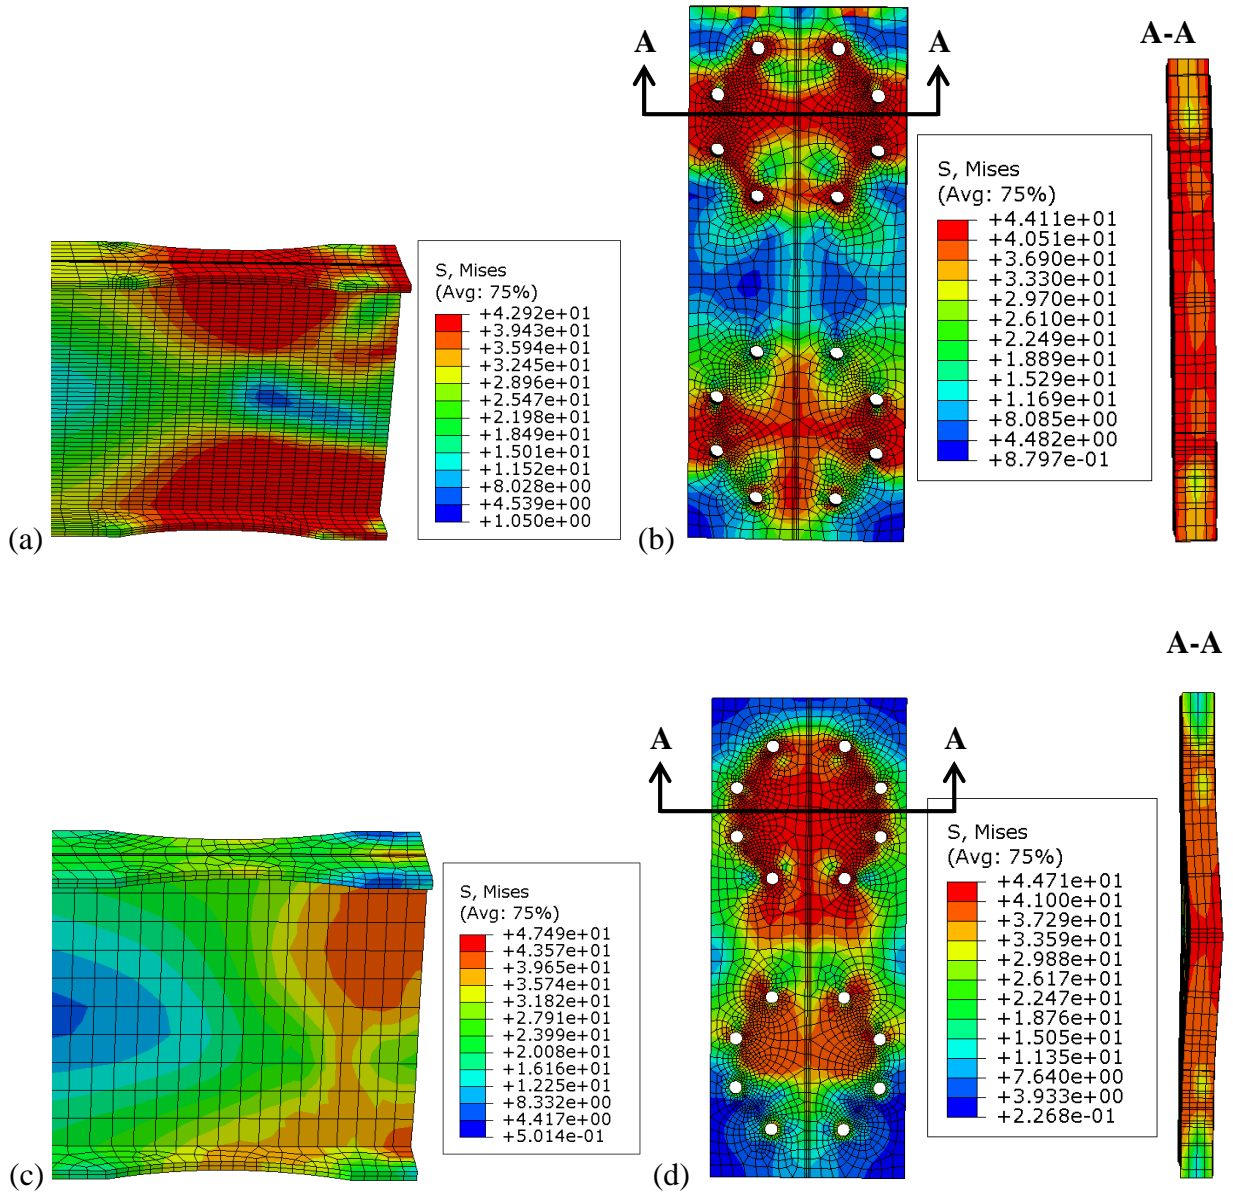 A
A
A-A
S, Mises
(Avg: 75%)
+4.411e+01
+4.051e+01
+3.690e+01
+3.330e+01
+2.970e+01
+2.610e+01
+2.249e+01
+1.889e+01
+1.529e+01
+1.169e+01
+8.085e+00
+4.482e+00
+8.797e-01
S, Mises
(Avg: 75%)
+4.292e+01
+3.943e+01
+3.594e+01
+3.245e+01
+2.896e+01
+2.547e+01
+2.198e+01
+1.849e+01
+1.501e+01
+1.152e+01
+8.028e+00
+4.539e+00
+1.050e+00
(a)
(b)
A-A
A
A
S, Mises
(Avg: 75%)
+4.471e+01
+4.100e+01
+3.729e+01
+3.359e+01
+2.988e+01
+2.617e+01
+2.247e+01
+1.876e+01
+1.505e+01
+1.135e+01
+7.640e+00
+3.933e+00
+2.268e-01
S, Mises
(Avg: 75%)
+4.749e+01
+4.357e+01
+3.965e+01
+3.574e+01
+3.182e+01
+2.791e+01
+2.399e+01
+2.008e+01
+1.616e+01
+1.225e+01
+8.332e+00
+4.417e+00
+5.014e-01
(c)
(d)